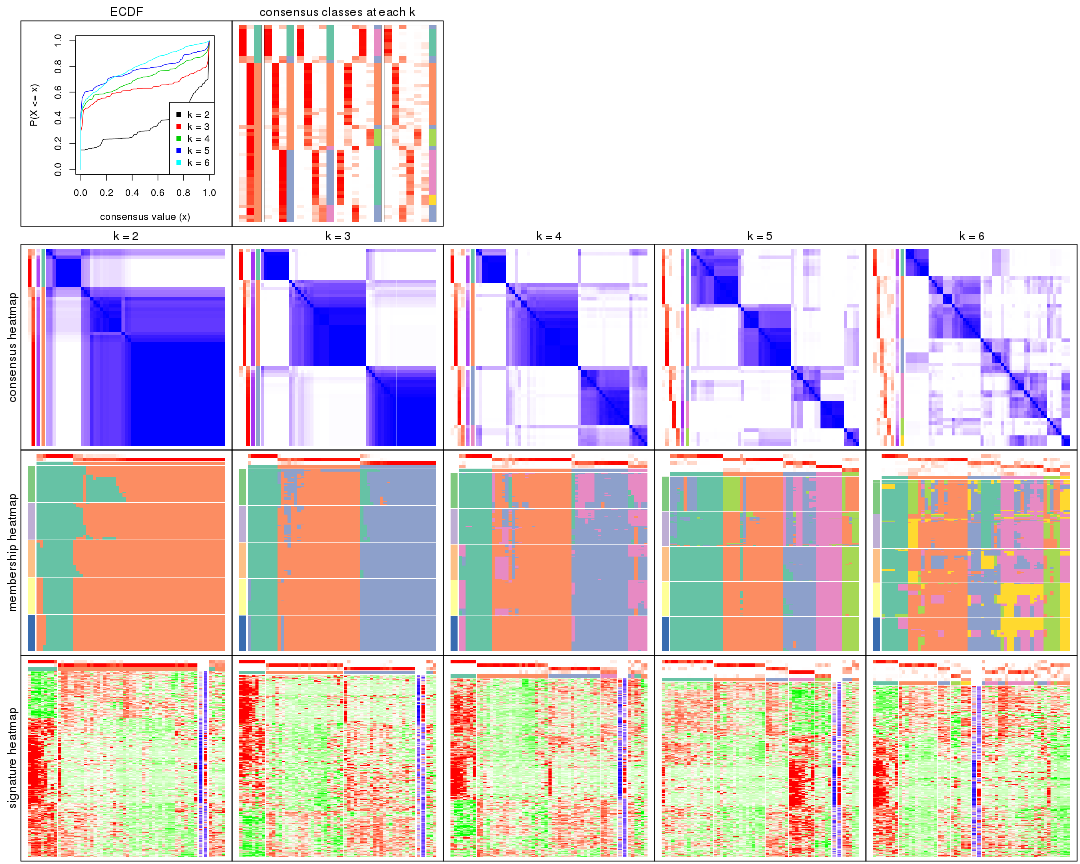 ECDF
consensus classes at each k
P(X <= x)
1.0
0.8
0.6
0.4
0.2
0.0
k = 2
k = 3
k = 4
k = 5
k = 6
0.0 0.2 0.4 0.6 0.8 1.0
consensus value (x)
k = 2
k = 3
k = 4
k = 5
k = 6
consensus heatmap
membership heatmap
signature heatmap